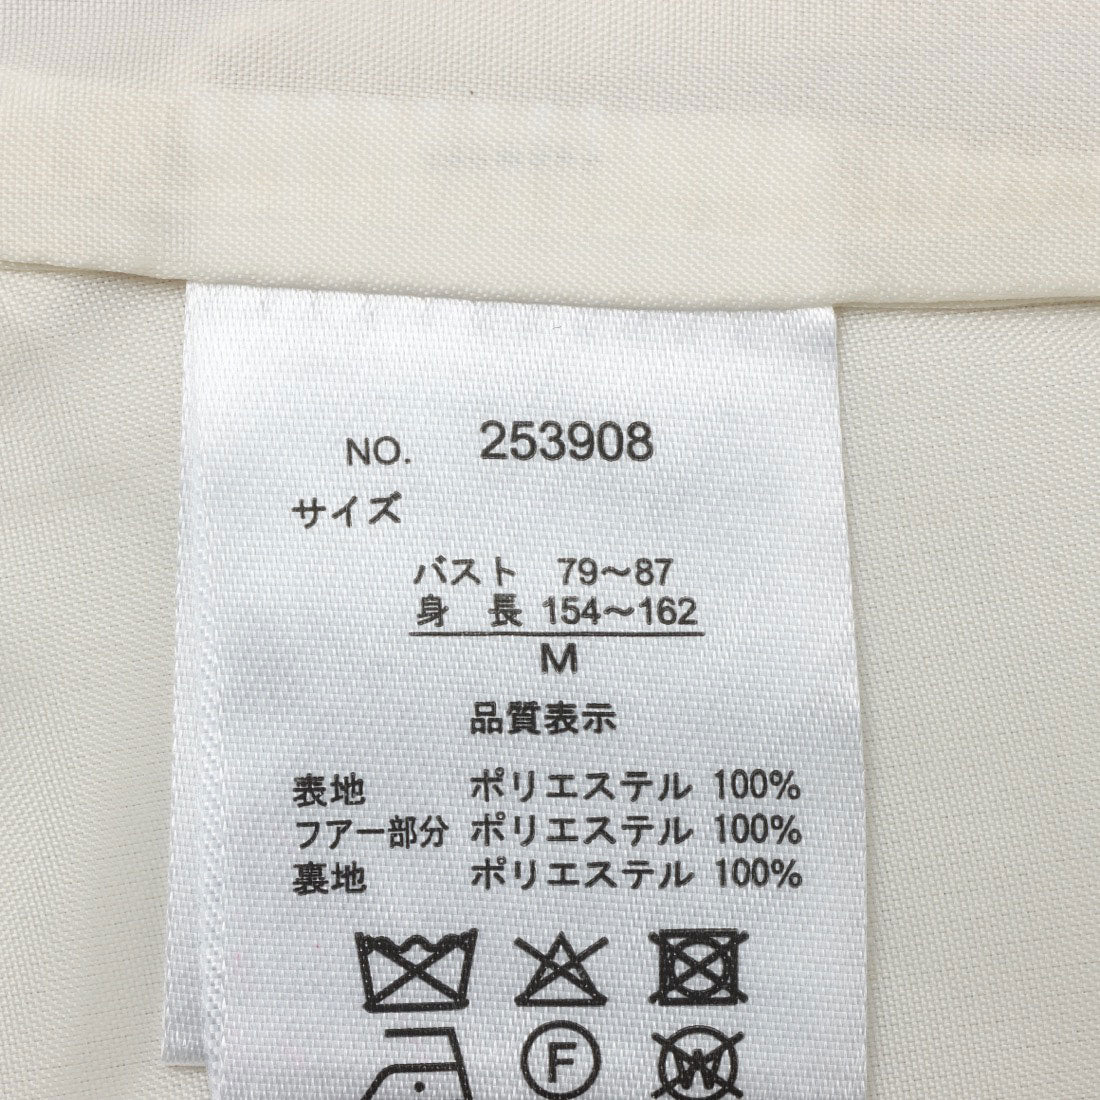 NO. 253908
サイズ
バスト 79～87
身 長 154～162
M
品質表示
表地 ポリエステル 100%
フアー部分 ポリエステル 100%
裏地 ポリエステル 100%
F
W